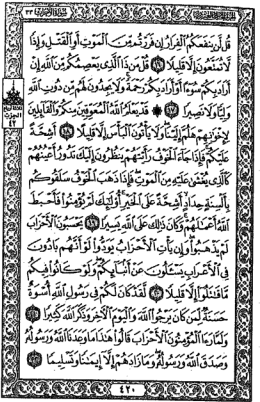 قُل لَّن يَنفَعَكُمُ ٱلْفِرَارُ إِن فَرَرْتُم مِّنَ ٱلْمَوْتِ أَوِ ٱلْقَتْلِ وَإِذًا
لَّا تُمَتَّعُونَ إِلَّا قَلِيلًا ١٦ قُلْ مَن ذَا ٱلَّذِى يَعْصِمُكُم مِّنَ ٱللَّهِ إِنْ
أَرَادَ بِكُمْ سُوٓءًا أَوْ أَرَادَ بِكُمْ رَحْمَةً وَلَا يَجِدُونَ لَهُم مِّن دُونِ ٱللَّهِ
وَلِيًّا وَلَا نَصِيرًا ١٧ ۞ قَدْ يَعْلَمُ ٱللَّهُ ٱلْمُعَوِّقِينَ مِنكُمْ وَٱلْقَآئِلِينَ
لِإِخْوَٰنِهِمْ هَلُمَّ إِلَيْنَا وَلَا يَأْتُونَ ٱلْبَأْسَ إِلَّا قَلِيلًا ١٨ أَشِحَّةً
عَلَيْكُمْ فَإِذَا جَآءَ ٱلْخَوْفُ رَأَيْتَهُمْ يَنظُرُونَ إِلَيْكَ تَدُورُ أَعْيُنُهُمْ
كَٱلَّذِى يُغْشَىٰ عَلَيْهِ مِنَ ٱلْمَوْتِ فَإِذَا ذَهَبَ ٱلْخَوْفُ سَلَقُوكُم
بِأَلْسِنَةٍ حِدَادٍ أَشِحَّةً عَلَى ٱلْخَيْرِ أُو۟لَٰٓئِكَ لَمْ يُؤْمِنُوا۟ فَأَحْبَطَ
ٱللَّهُ أَعْمَٰلَهُمْ وَكَانَ ذَٰلِكَ عَلَى ٱللَّهِ يَسِيرًا ١٩ يَحْسَبُونَ ٱلْأَحْزَابَ
لَمْ يَذْهَبُوا۟ وَإِن يَأْتِ ٱلْأَحْزَابُ يَوَدُّوا۟ لَوْ أَنَّهُم بَادُونَ
فِى ٱلْأَعْرَابِ يَسْـَٔلُونَ عَنْ أَنۢبَآئِكُمْ وَلَوْ كَانُوا۟ فِيكُم
مَّا قَٰتَلُوٓا۟ إِلَّا قَلِيلًا ٢٠ لَّقَدْ كَانَ لَكُمْ فِى رَسُولِ ٱللَّهِ أُسْوَةٌ
حَسَنَةٌ لِّمَن كَانَ يَرْجُوا۟ ٱللَّهَ وَٱلْيَوْمَ ٱلْءَاخِرَ وَذَكَرَ ٱللَّهَ كَثِيرًا ٢١
وَلَمَّا رَءَا ٱلْمُؤْمِنُونَ ٱلْأَحْزَابَ قَالُوا۟ هَٰذَا مَا وَعَدَنَا ٱللَّهُ وَرَسُولُهُۥ
وَصَدَقَ ٱللَّهُ وَرَسُولُهُۥ وَمَا زَادَهُمْ إِلَّآ إِيمَٰنًا وَتَسْلِيمًا ٢٢
٤٢٠